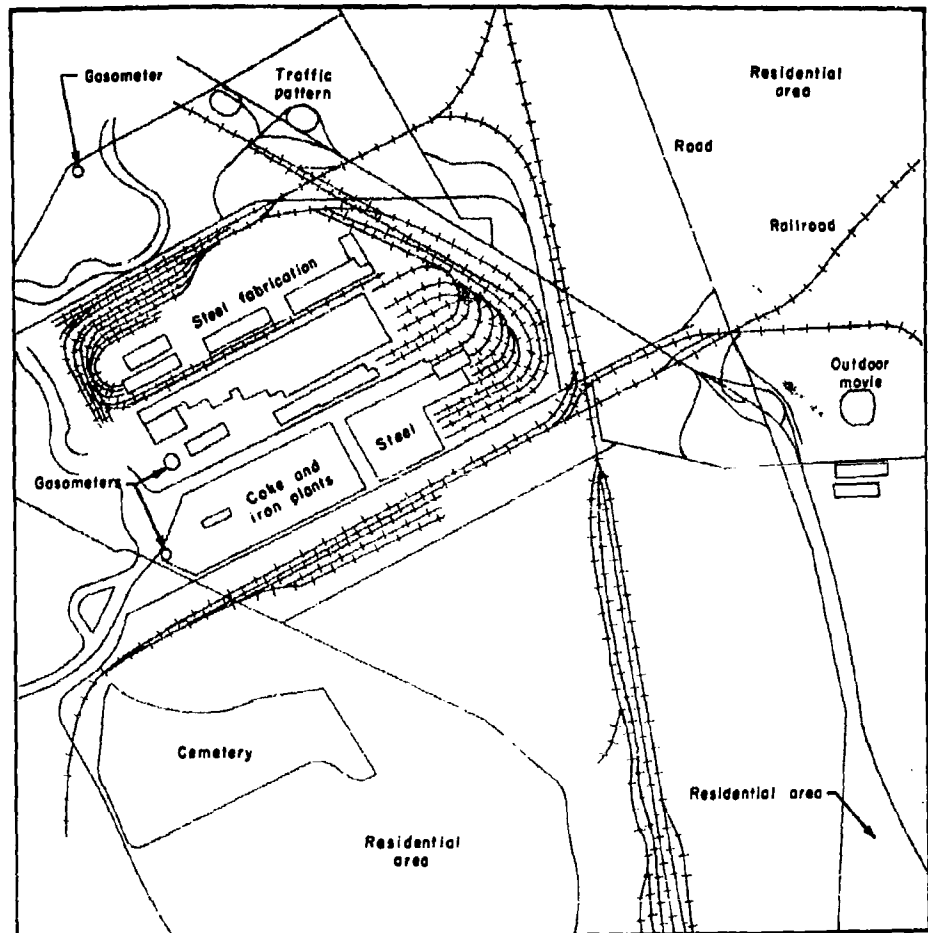 Gasometer
Traffic
pattern
Residential
area
Road
Railroad
Steel fabrication
Outdoor
movie
Steel
Gasometers
Coke and
iron plants
Cemetery
Residential area
Residential
area